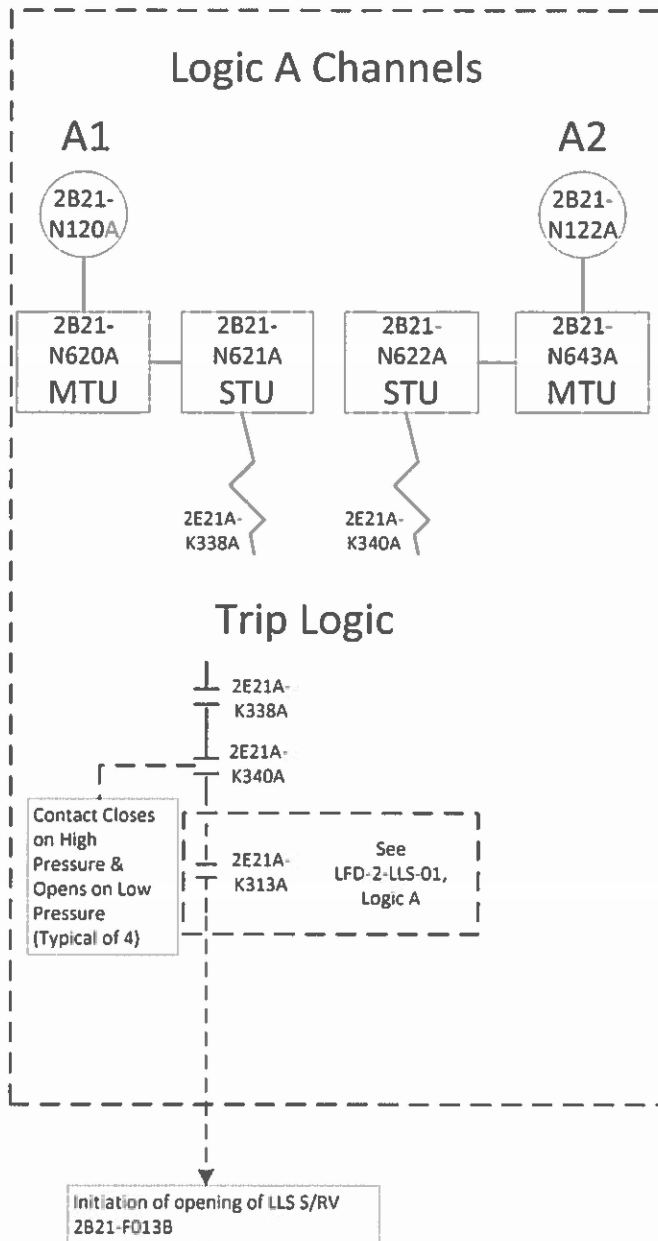 Logic A Channels
A1
A2
2B21-
N120A
2B21-
N122A
2B21-
N620A
MTU
2B21-
N621A
STU
2B21-
N622A
STU
2B21-
N643A
MTU
2E21A-
K338A
2E21A-
K340A
Trip Logic
2E21A-
K338A
2E21A-
K340A
Contact Closes
on High
Pressure &
Opens on Low
Pressure
(Typical of 4)
2E21A-
K313A
See
LFD-2-LLS-01,
Logic A
Initiation of opening of LLS S/RV
2B21-F013B